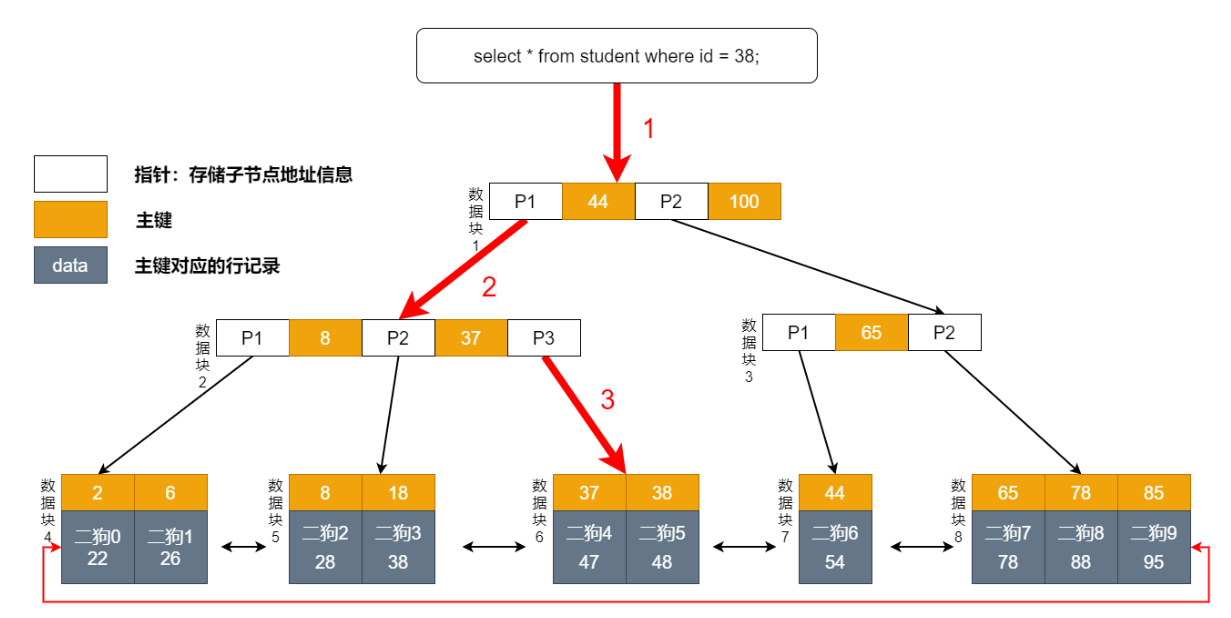 select * from student where id = 38;
1
指针：存储子节点地址信息
主键
data 主键对应的行记录
数据块1
P1 44 P2 100
2
数据块2
P1 8 P2 37 P3
数据块3
P1 65 P2
3
数据块4
2 6
二狗0 二狗1
22 26
数据块5
8 18
二狗2 二狗3
28 38
数据块6
37 38
二狗4 二狗5
47 48
数据块7
44
二狗6
54
数据块8
65 78 85
二狗7 二狗8 二狗9
78 88 95